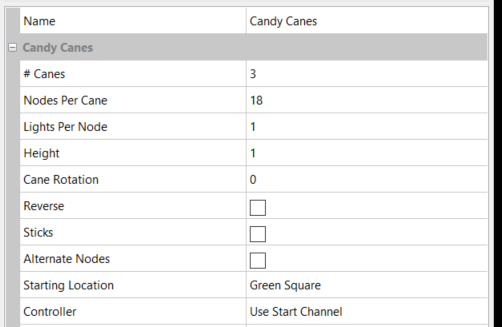 Name Candy Canes
Candy Canes
# Canes 3
Nodes Per Cane 18
Lights Per Node 1
Height 1
Cane Rotation 0
Reverse
Sticks
Alternate Nodes
Starting Location Green Square
Controller Use Start Channel